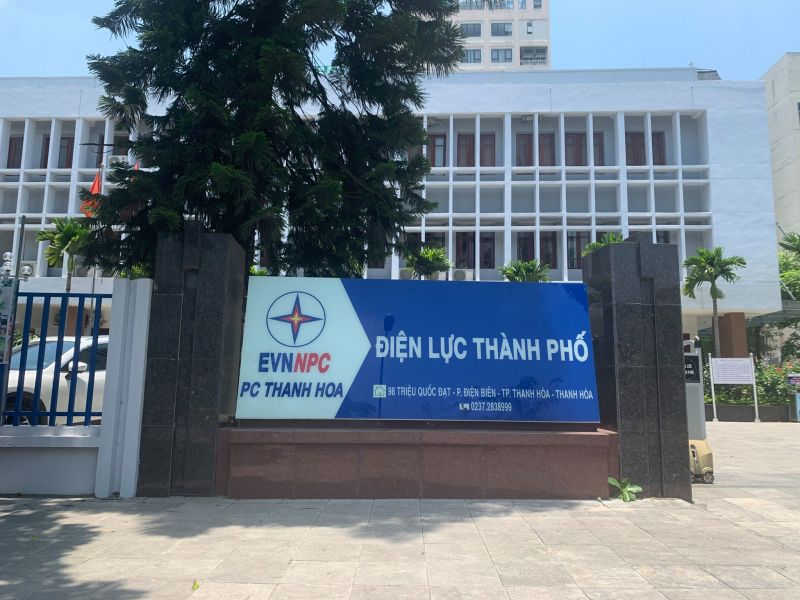 EVNNPC
PC THANH HOA
ĐIỆN LỰC THÀNH PHỐ
98 TRIỆU QUỐC ĐẠT - P. ĐIỆN BIÊN - TP. THANH HÓA - THANH HÓA
0237.2838999